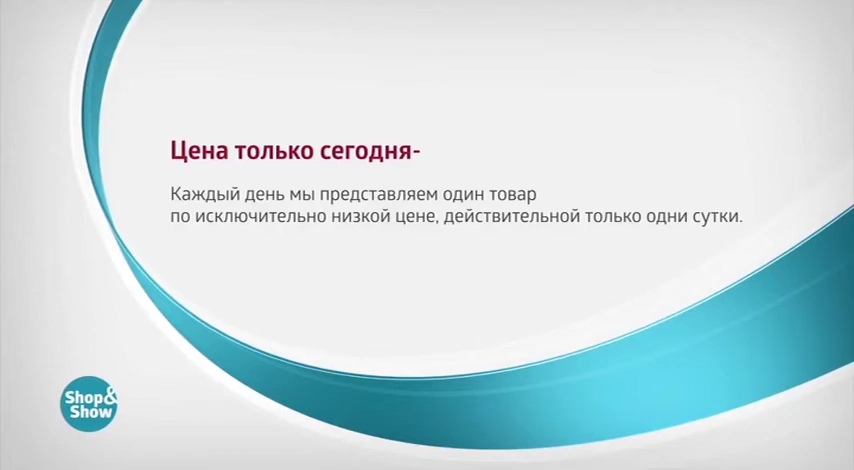 Цена только сегодня-
Каждый день мы представляем один товар
по исключительно низкой цене, действительной только одни сутки.
Shop&
Show